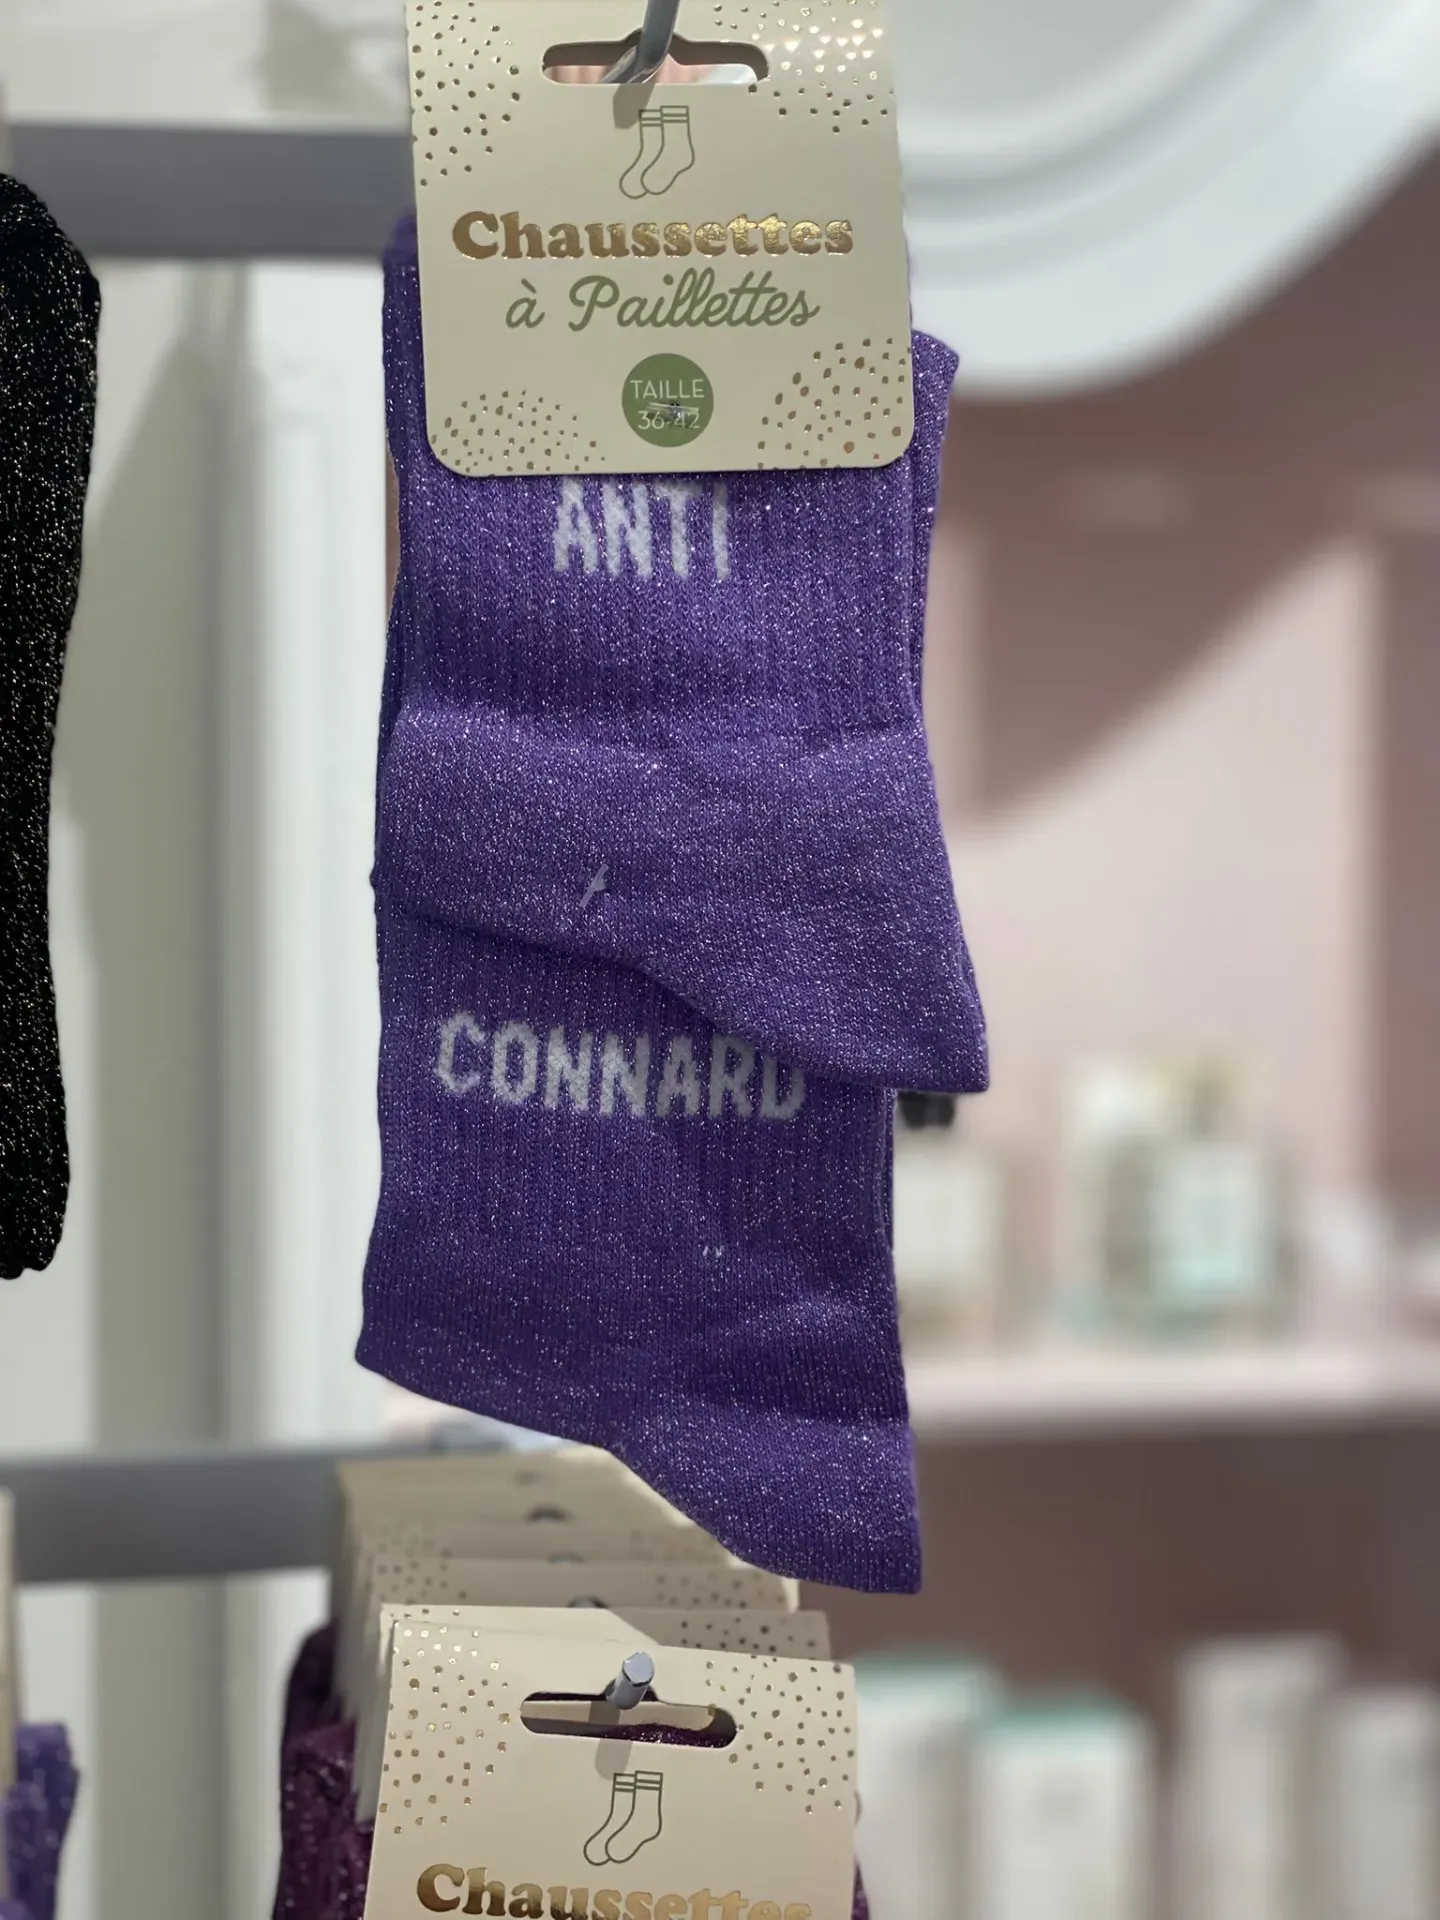 Chaussettes
à Paillettes
TAILLE
36-42
ANTI
CONNARD
Chaussettes